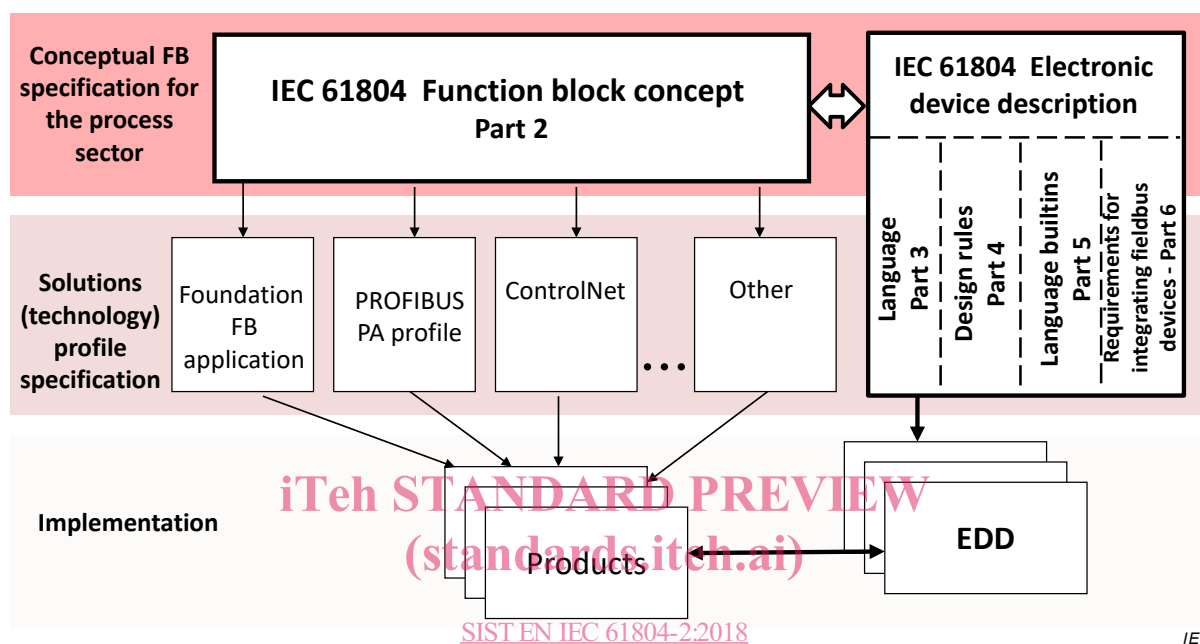 Conceptual FB
specification for
the process
sector
IEC 61804  Function block concept
Part 2
IEC 61804  Electronic
device description
Language
Part 3
Design rules
Part 4
Language builtins
Part 5
Requirements for
integrating fieldbus
devices - Part 6
Solutions
(technology)
profile
specification
Foundation
FB
application
PROFIBUS
PA profile
ControlNet
...
Other
Implementation
Products
EDD
iTeh STANDARD PREVIEW
(standards.iteh.ai)
SIST EN IEC 61804-2:2018